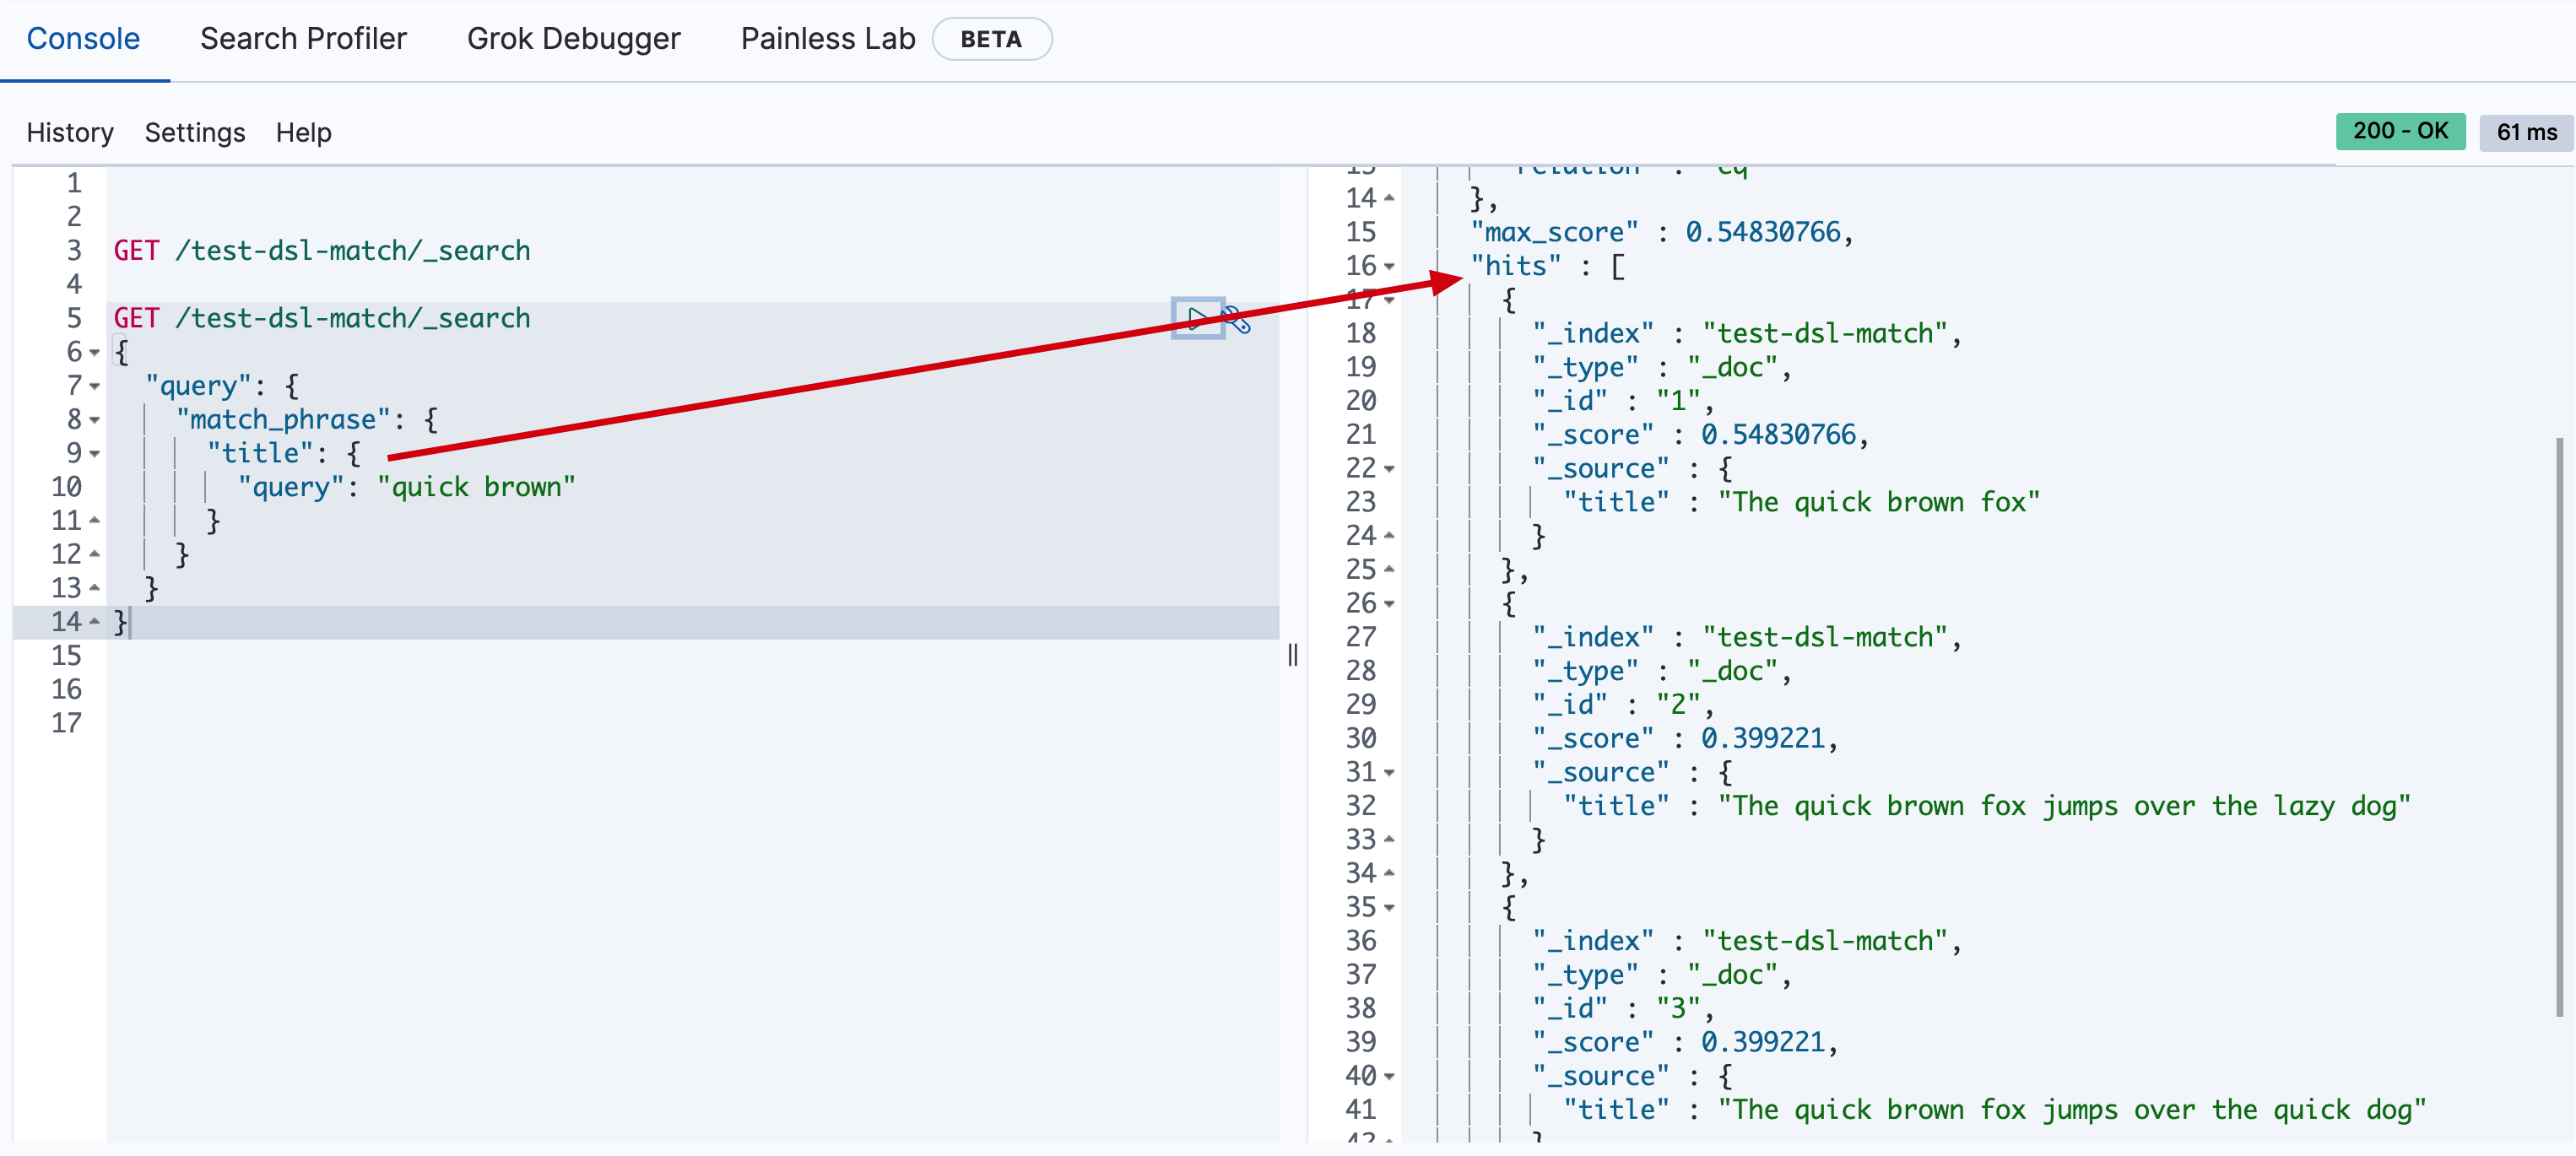 Console Search Profiler Grok Debugger Painless Lab BETA
History Settings Help
200 - OK 61 ms
1
2
3 GET /test-dsl-match/_search
4
5 GET /test-dsl-match/_search
6 {
7 "query": {
8 "match_phrase": {
9 "title": {
10 "query": "quick brown"
11 }
12 }
13 }
14 }
15
16
17
13 "relation" : "eq"
14 },
15 "max_score" : 0.54830766,
16 "hits" : [
17 {
18 "_index" : "test-dsl-match",
19 "_type" : "_doc",
20 "_id" : "1",
21 "_score" : 0.54830766,
22 "_source" : {
23 "title" : "The quick brown fox"
24 }
25 },
26 {
27 "_index" : "test-dsl-match",
28 "_type" : "_doc",
29 "_id" : "2",
30 "_score" : 0.399221,
31 "_source" : {
32 "title" : "The quick brown fox jumps over the lazy dog"
33 }
34 },
35 {
36 "_index" : "test-dsl-match",
37 "_type" : "_doc",
38 "_id" : "3",
39 "_score" : 0.399221,
40 "_source" : {
41 "title" : "The quick brown fox jumps over the quick dog"
42 }